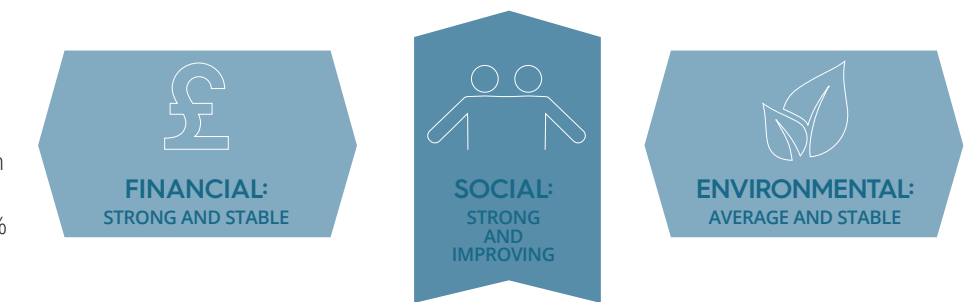 FINANCIAL:
STRONG AND STABLE
SOCIAL:
STRONG
AND
IMPROVING
ENVIRONMENTAL:
AVERAGE AND STABLE
%